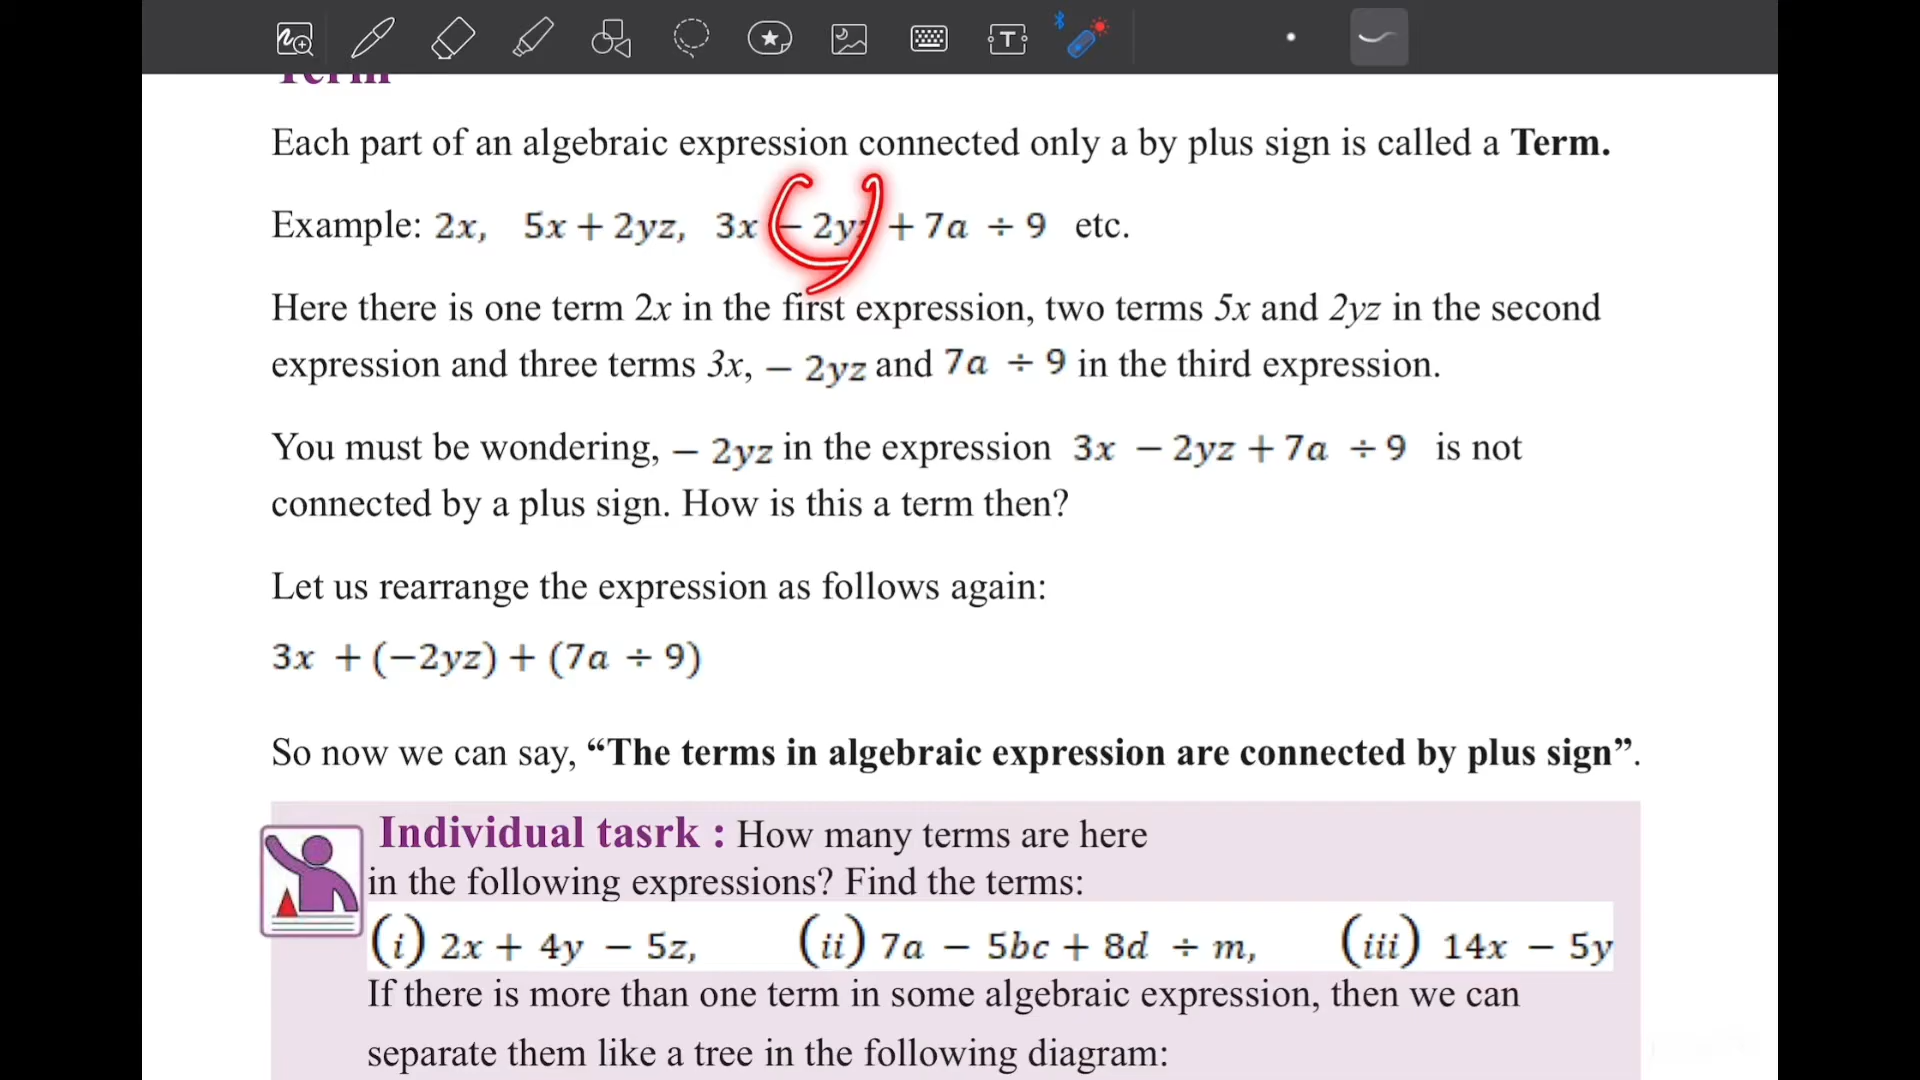 Term
Each part of an algebraic expression connected only a by plus sign is called a Term.
Example: 2x, 5x + 2yz, 3x − 2yz + 7a ÷ 9 etc.
Here there is one term 2x in the first expression, two terms 5x and 2yz in the second
expression and three terms 3x, − 2yz and 7a ÷ 9 in the third expression.
You must be wondering, − 2yz in the expression 3x − 2yz + 7a ÷ 9 is not
connected by a plus sign. How is this a term then?
Let us rearrange the expression as follows again:
3x + (−2yz) + (7a ÷ 9)
So now we can say, “The terms in algebraic expression are connected by plus sign”.
Individual tasrk : How many terms are here
in the following expressions? Find the terms:
(i) 2x + 4y − 5z, (ii) 7a − 5bc + 8d ÷ m, (iii) 14x − 5y
If there is more than one term in some algebraic expression, then we can
separate them like a tree in the following diagram: